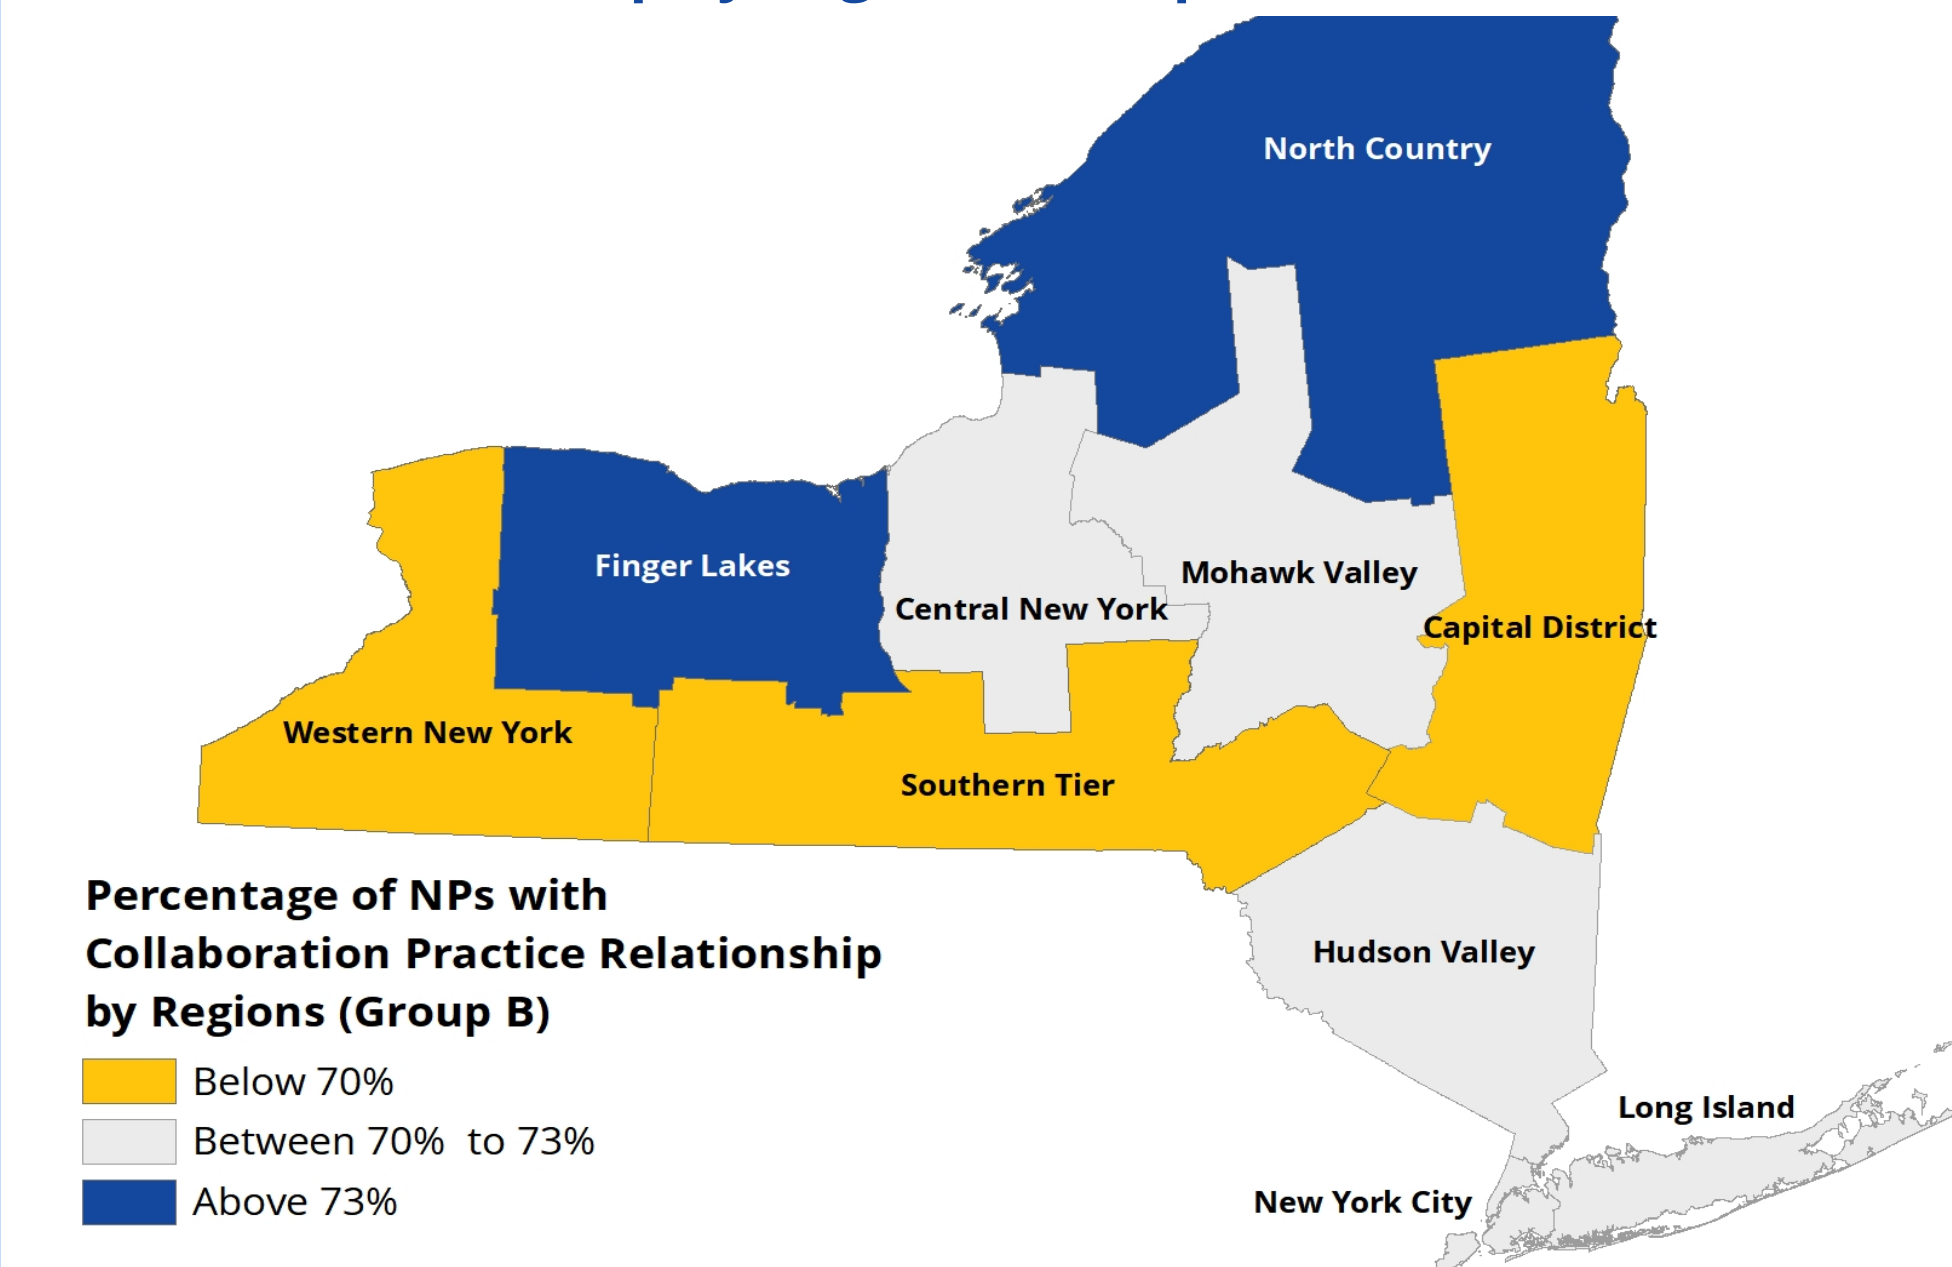 North Country
Finger Lakes
Mohawk Valley
Central New York
Capital District
Western New York
Southern Tier
Percentage of NPs with
Collaboration Practice Relationship
by Regions (Group B)
Hudson Valley
Below 70%
Between 70%  to 73%
Above 73%
Long Island
New York City